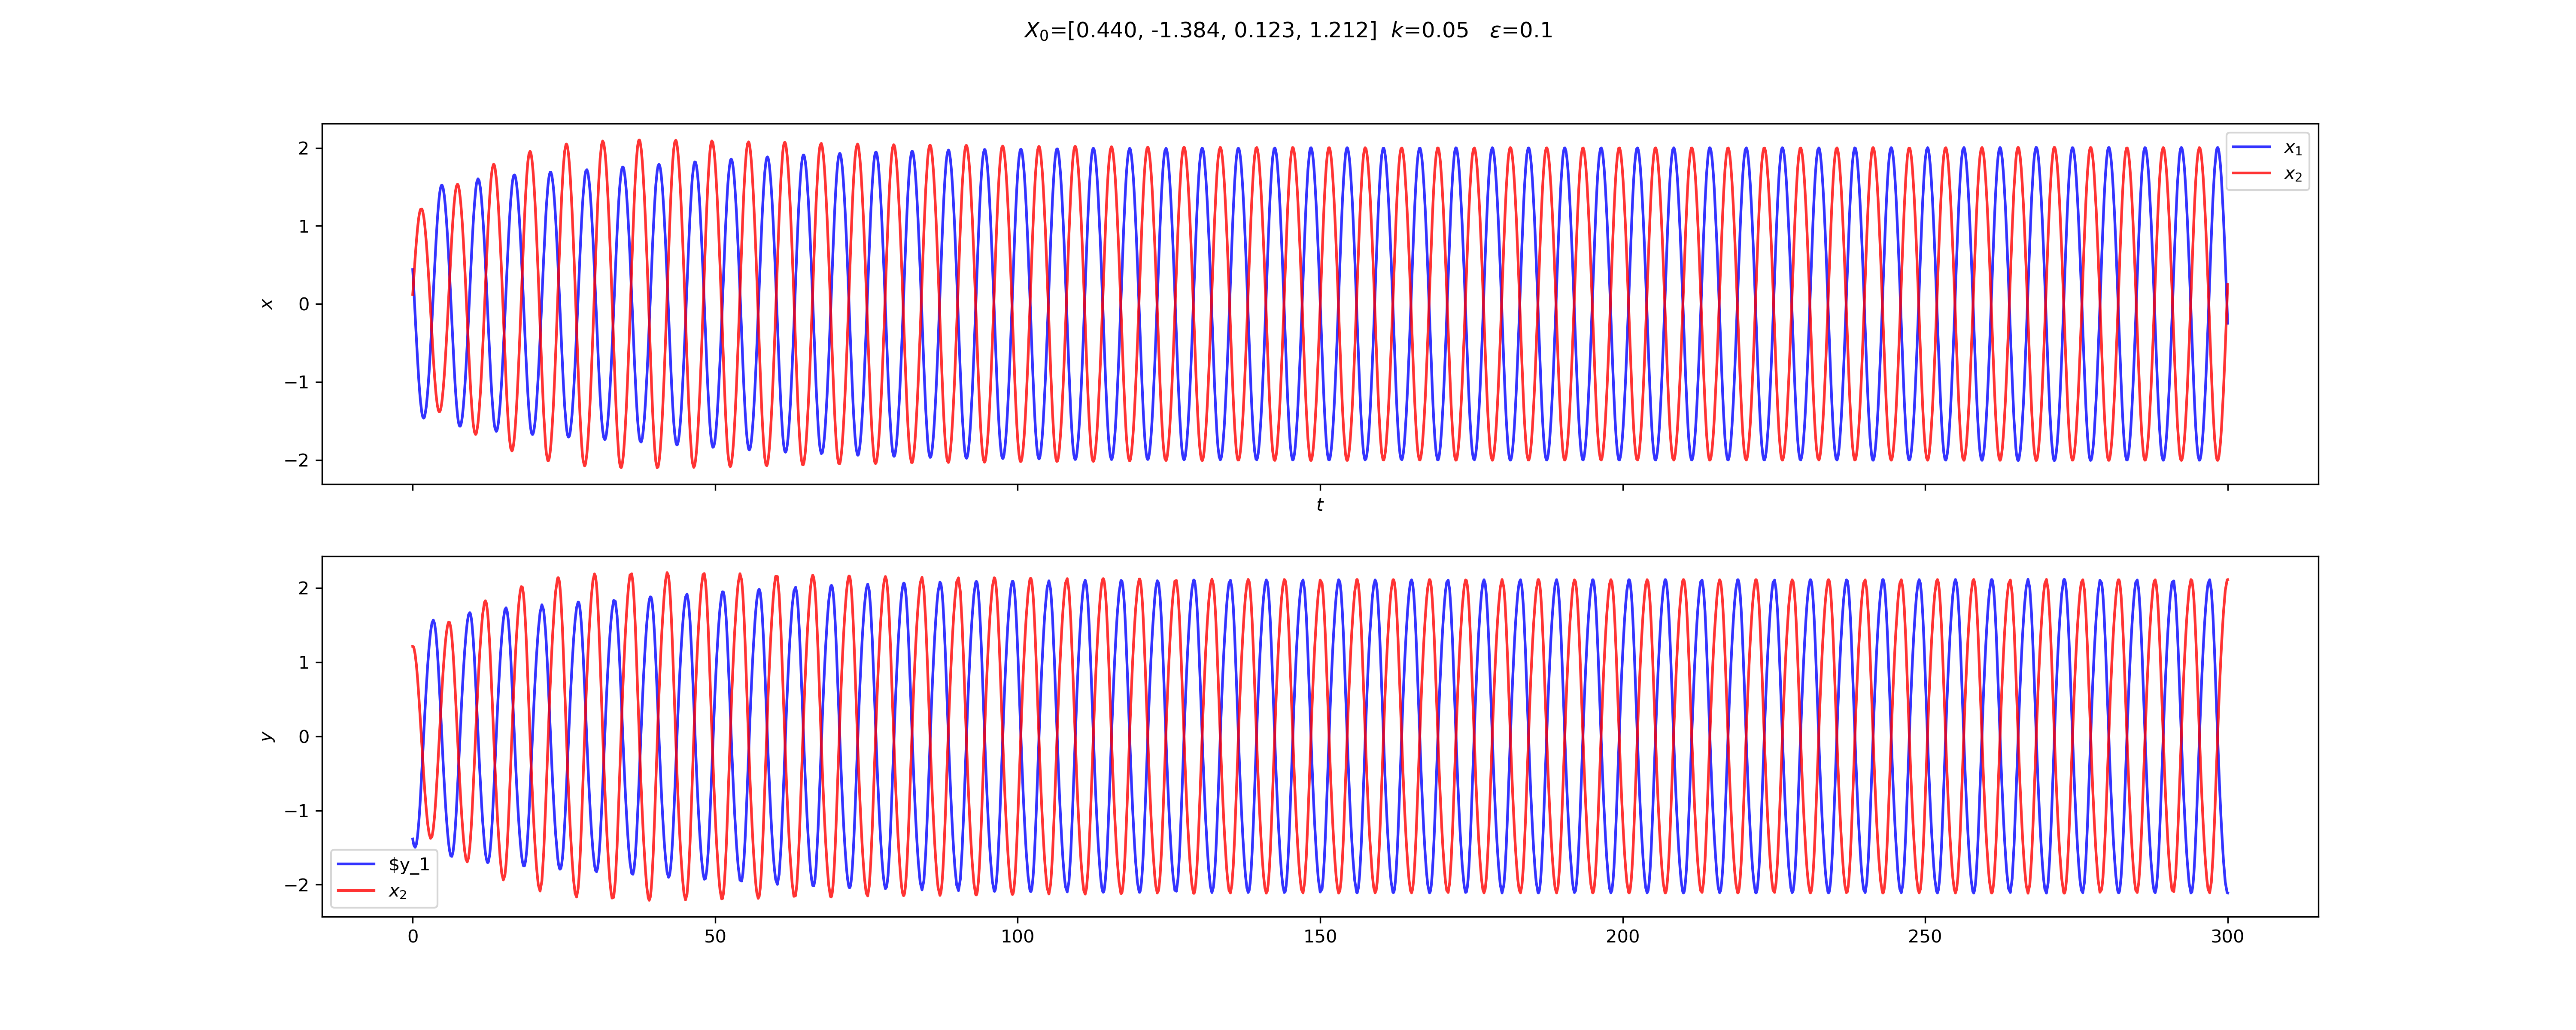 X₀=[0.440, -1.384, 0.123, 1.212] k=0.05 ε=0.1
2
1
0
−1
−2
x
x₁
x₂
t
2
1
0
−1
−2
y
$y_1
x₂
0 50 100 150 200 250 300